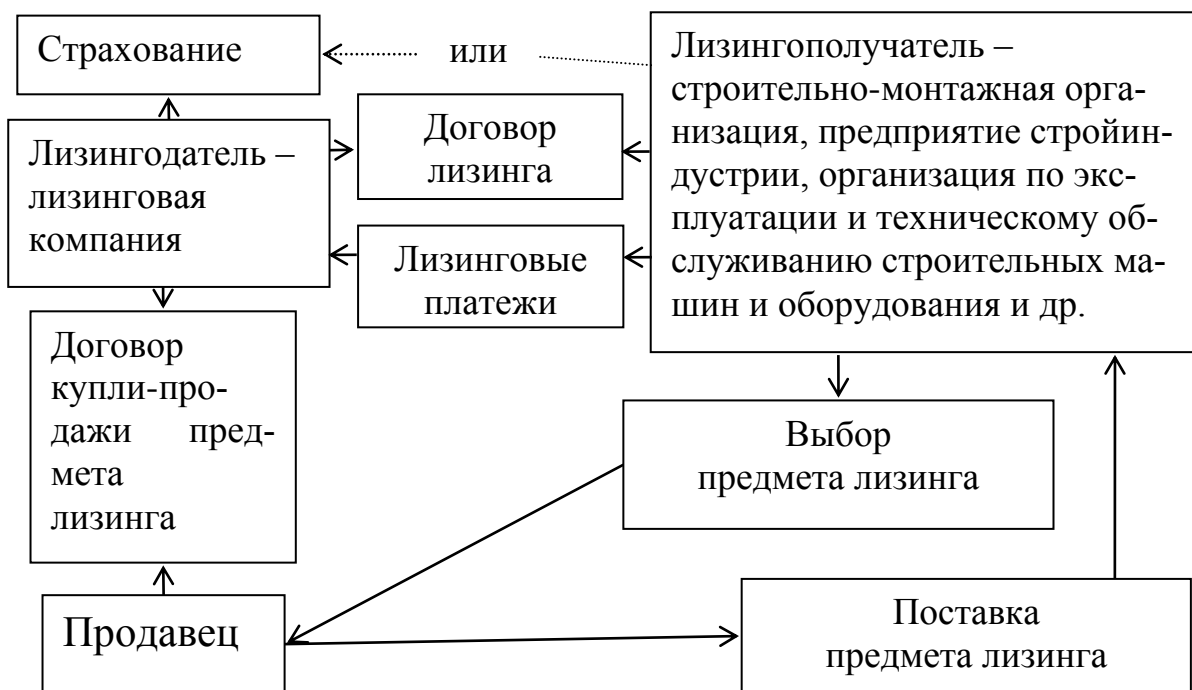 Страхование
или
Лизингополучатель –
строительно-монтажная орга-
низация, предприятие стройин-
дустрии, организация по экс-
плуатации и техническому об-
служиванию строительных ма-
шин и оборудования и др.
Лизингодатель –
лизинговая
компания
Договор
лизинга
Лизинговые
платежи
Договор
купли-про-
дажи пред-
мета
лизинга
Выбор
предмета лизинга
Продавец
Поставка
предмета лизинга